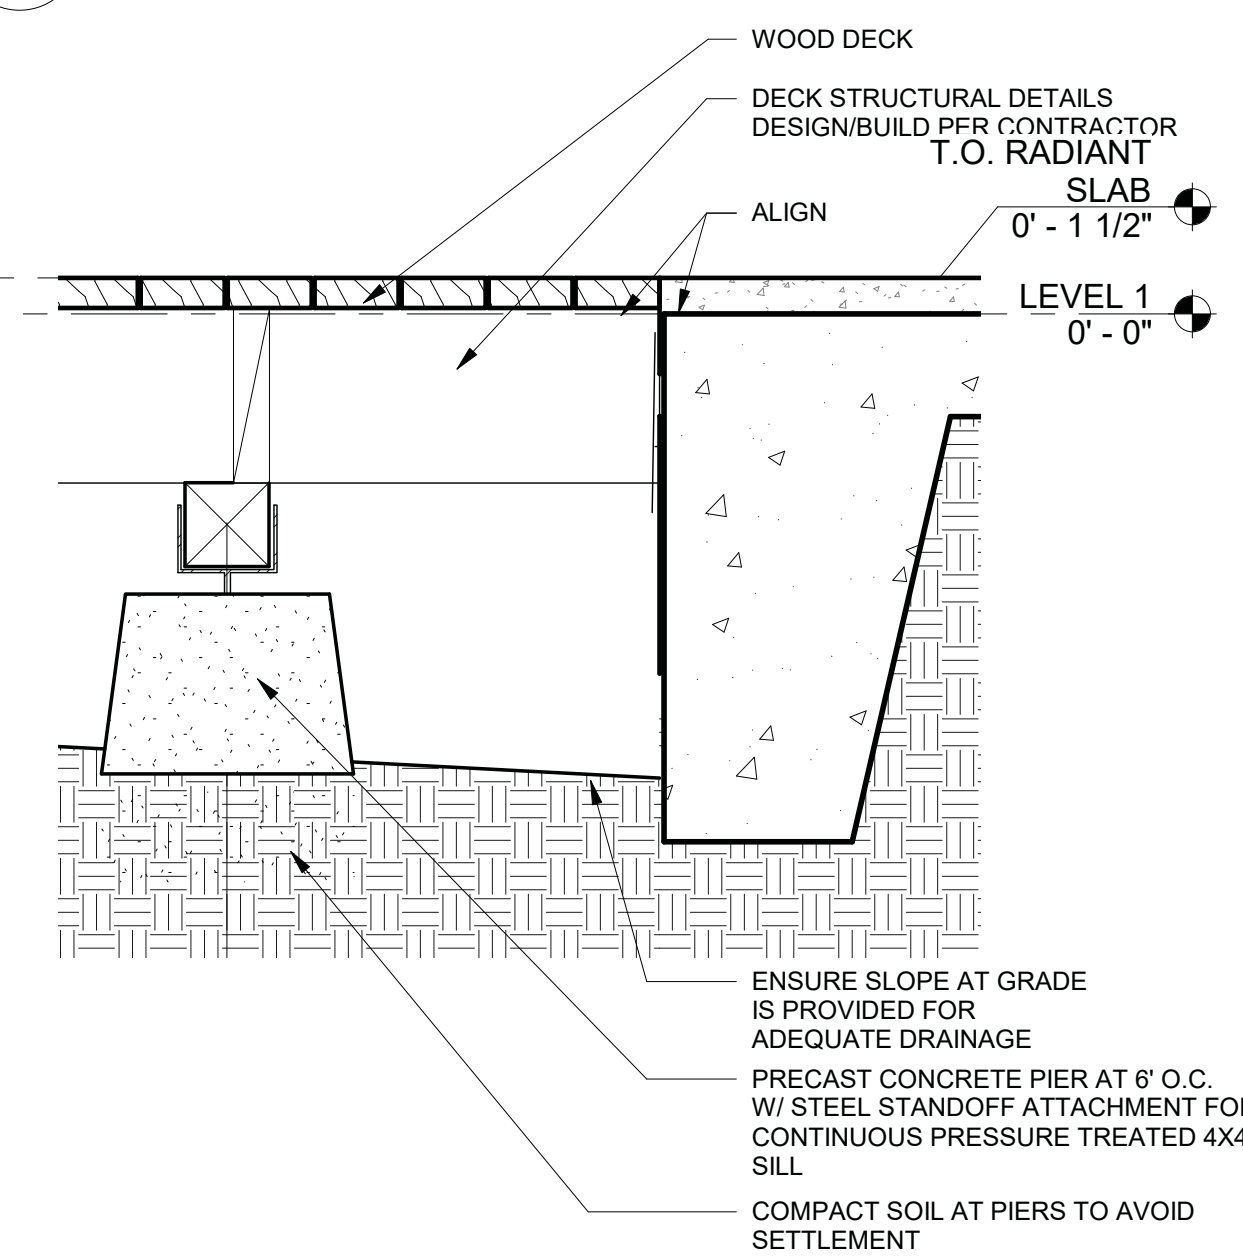 WOOD DECK
DECK STRUCTURAL DETAILS
DESIGN/BUILD PER CONTRACTOR
T.O. RADIANT
SLAB
0' - 1 1/2"
ALIGN
LEVEL 1
0' - 0"
ENSURE SLOPE AT GRADE
IS PROVIDED FOR
ADEQUATE DRAINAGE
PRECAST CONCRETE PIER AT 6' O.C.
W/ STEEL STANDOFF ATTACHMENT FOR
CONTINUOUS PRESSURE TREATED 4X4
SILL
COMPACT SOIL AT PIERS TO AVOID
SETTLEMENT